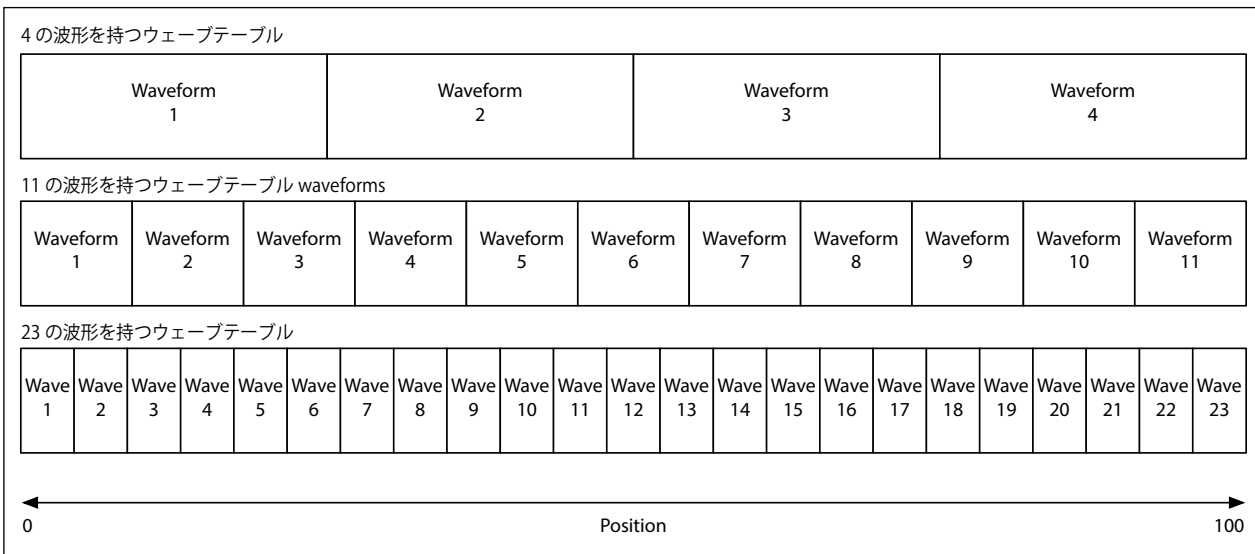 4 の波形を持つウェーブテーブル
Waveform 1
Waveform 2
Waveform 3
Waveform 4
11 の波形を持つウェーブテーブル waveforms
Waveform 1
Waveform 2
Waveform 3
Waveform 4
Waveform 5
Waveform 6
Waveform 7
Waveform 8
Waveform 9
Waveform 10
Waveform 11
23 の波形を持つウェーブテーブル
Wave 1
Wave 2
Wave 3
Wave 4
Wave 5
Wave 6
Wave 7
Wave 8
Wave 9
Wave 10
Wave 11
Wave 12
Wave 13
Wave 14
Wave 15
Wave 16
Wave 17
Wave 18
Wave 19
Wave 20
Wave 21
Wave 22
Wave 23
0 Position 100